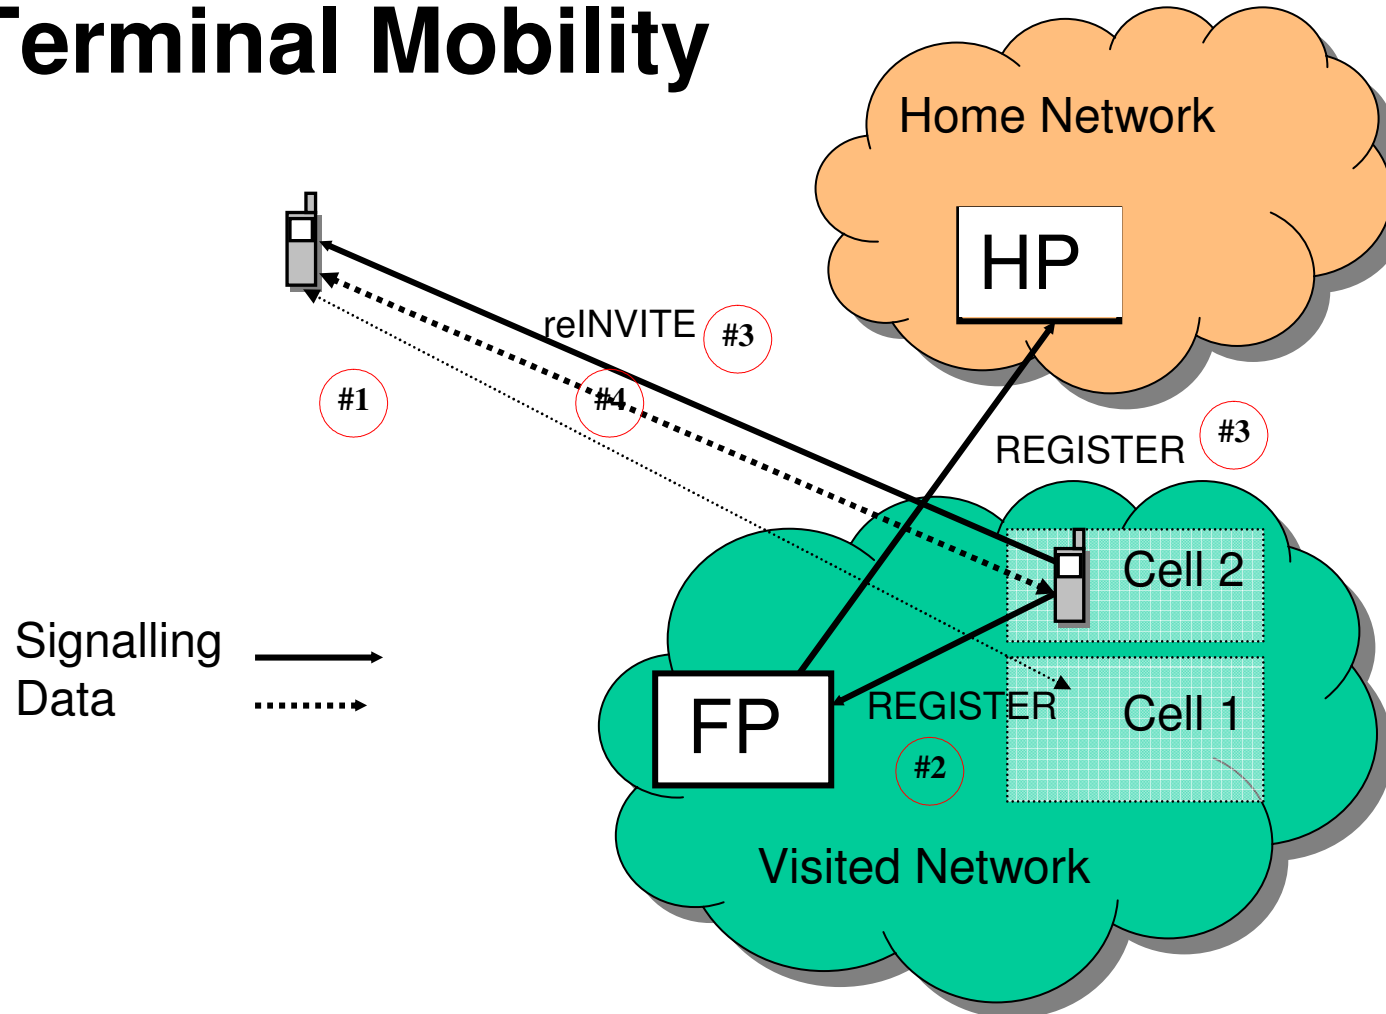 Terminal Mobility
Home Network
HP
reINVITE
#3
#1
#4
REGISTER
#3
Cell 2
Signalling
Data
FP
REGISTER
Cell 1
#2
Visited Network